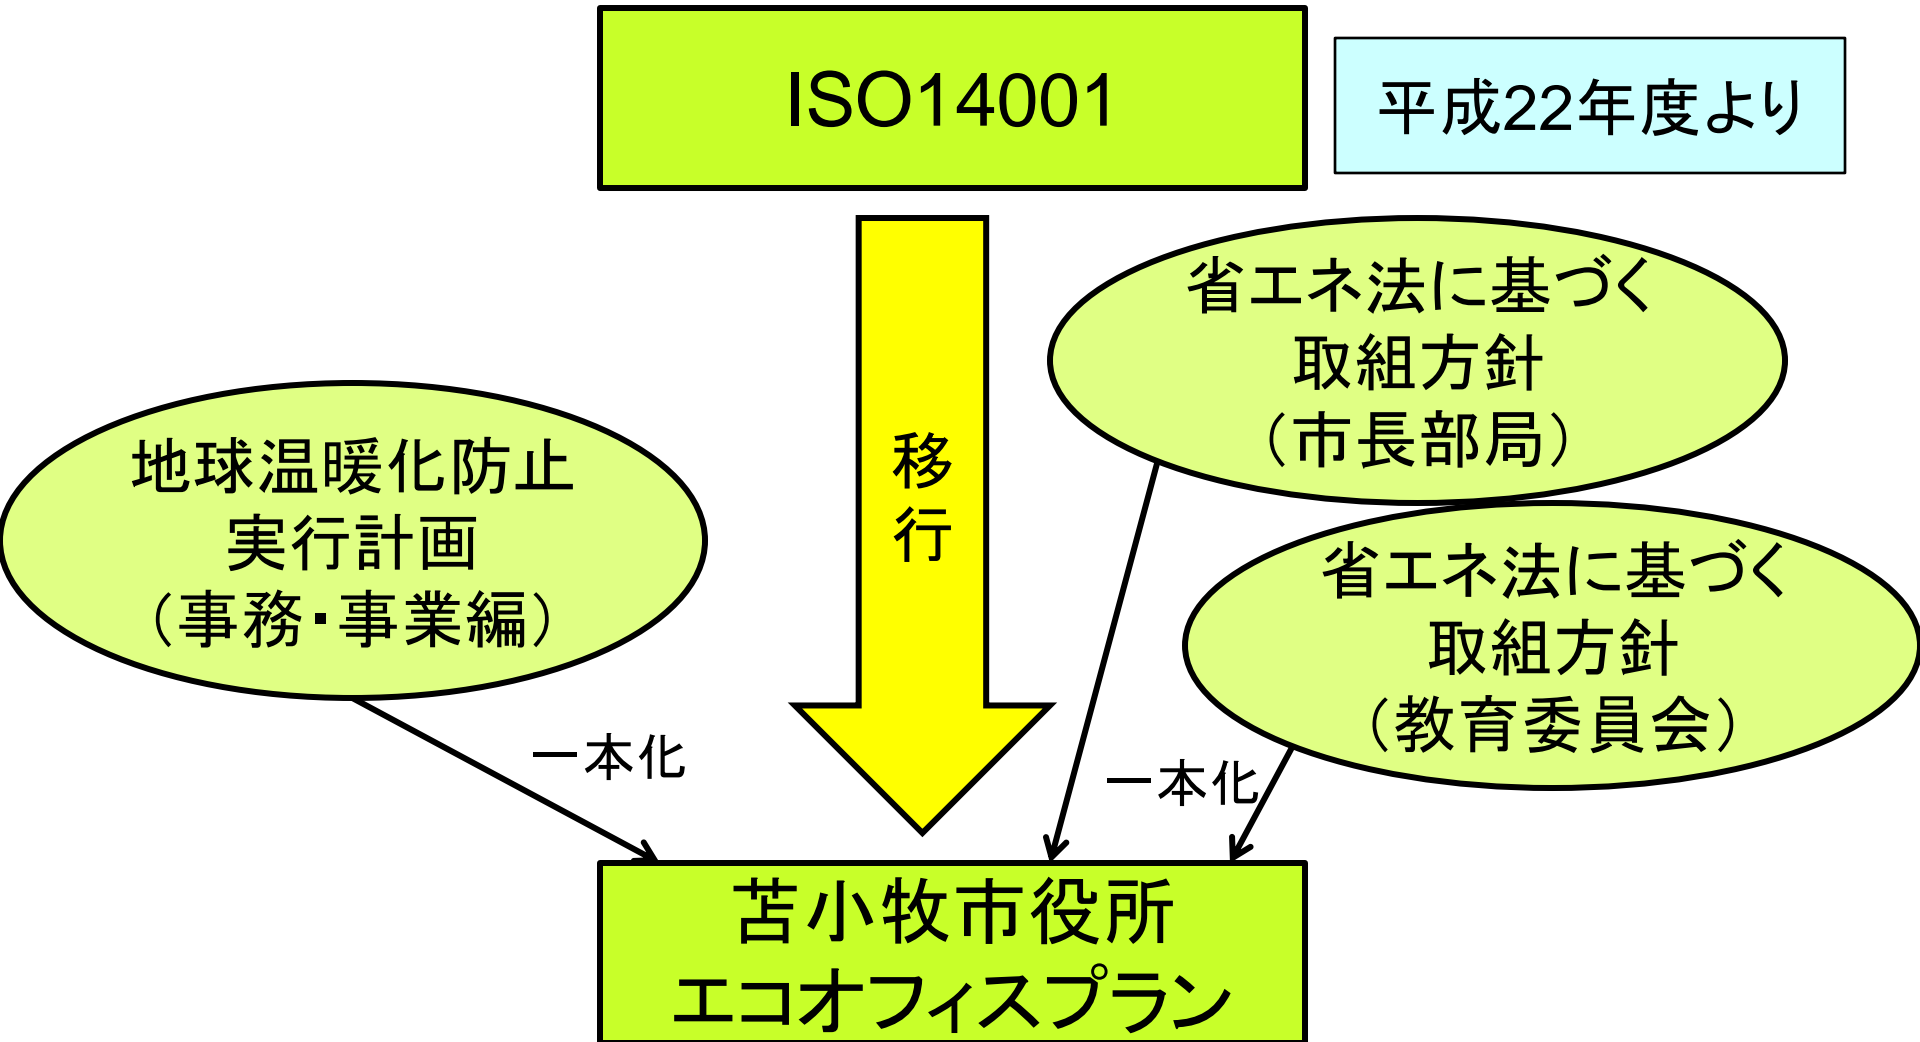 ISO14001
平成22年度より
省エネ法に基づく
取組方針
（市長部局）
地球温暖化防止
実行計画
（事務・事業編）
移
行
省エネ法に基づく
取組方針
（教育委員会）
一本化
一本化
苫小牧市役所
エコオフィスプラン